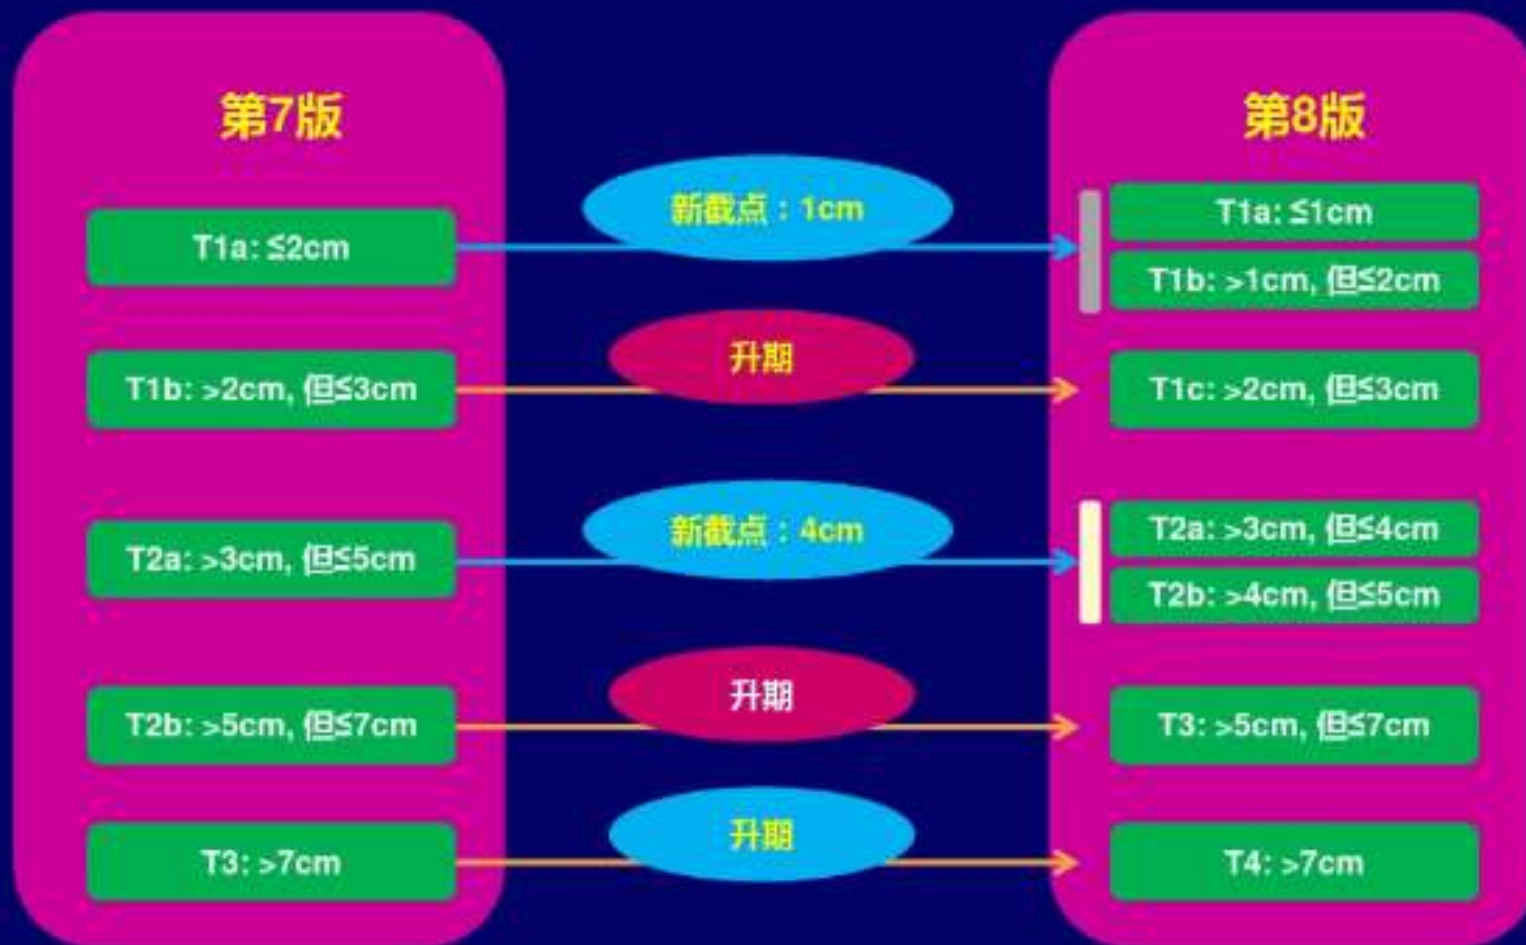 第7版
第8版
T1a: ≤2cm
新截点：1cm
T1a: ≤1cm
T1b: >1cm, 但≤2cm
T1b: >2cm, 但≤3cm
升期
T1c: >2cm, 但≤3cm
T2a: >3cm, 但≤5cm
新截点：4cm
T2a: >3cm, 但≤4cm
T2b: >4cm, 但≤5cm
T2b: >5cm, 但≤7cm
升期
T3: >5cm, 但≤7cm
T3: >7cm
升期
T4: >7cm